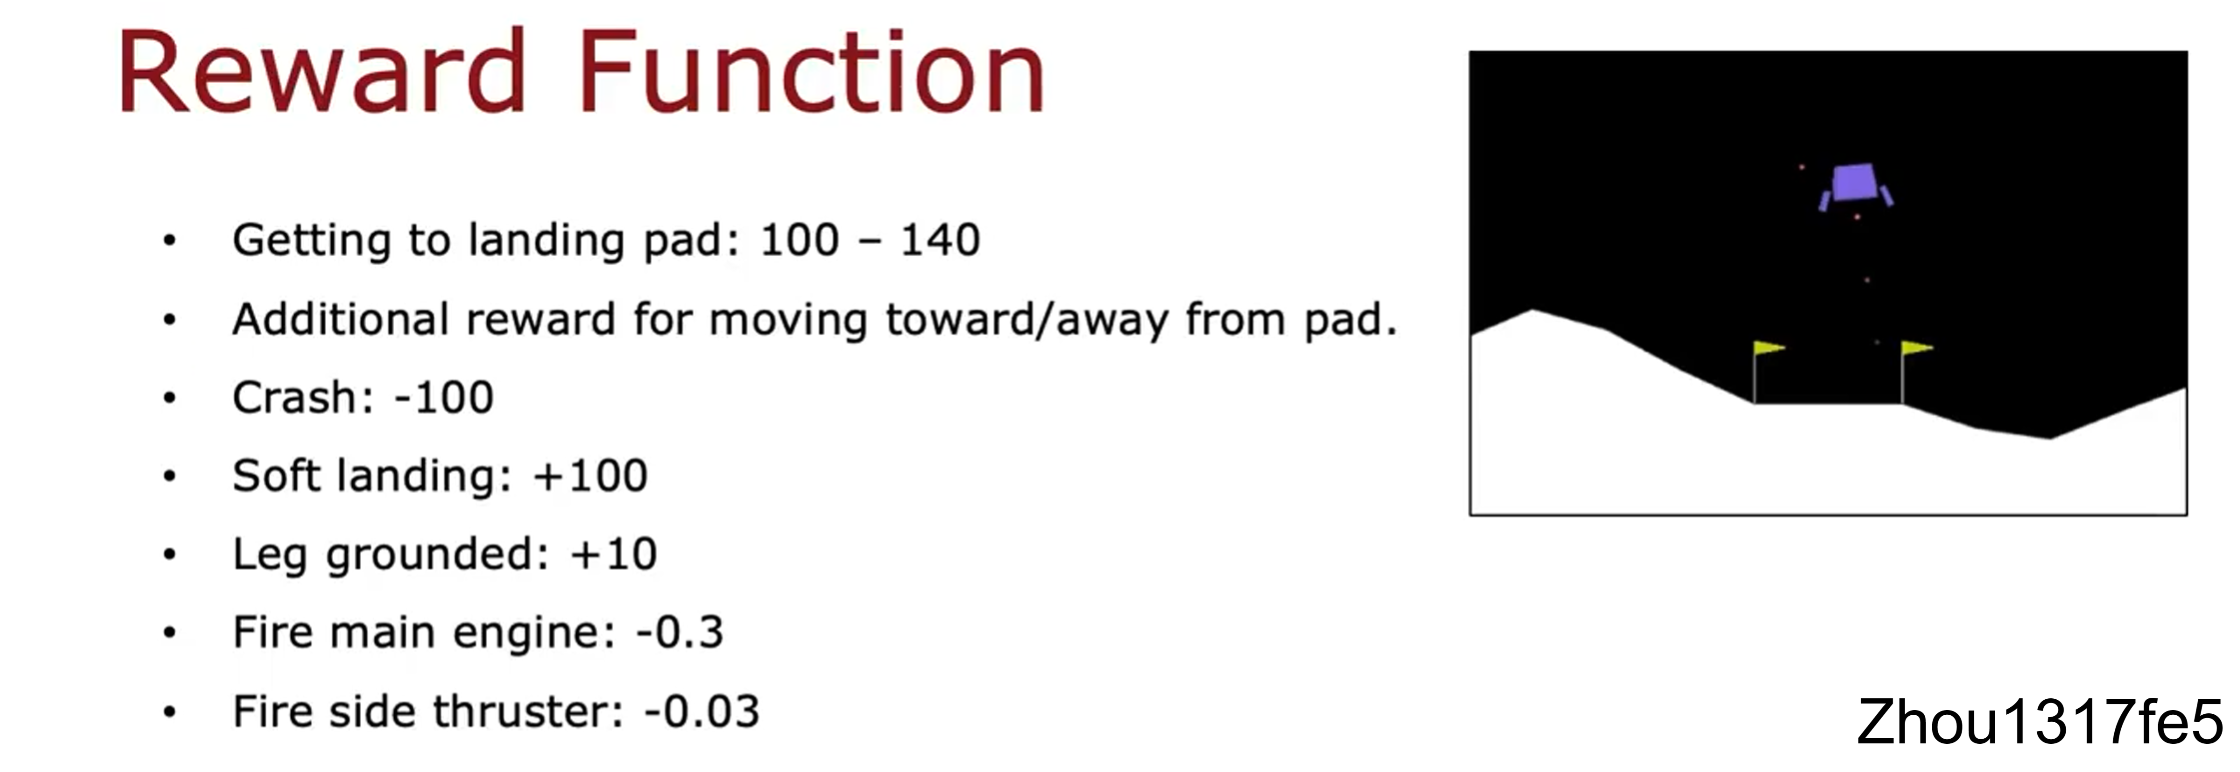 Reward Function
• Getting to landing pad: 100 – 140
• Additional reward for moving toward/away from pad.
• Crash: -100
• Soft landing: +100
• Leg grounded: +10
• Fire main engine: -0.3
• Fire side thruster: -0.03
Zhou1317fe5